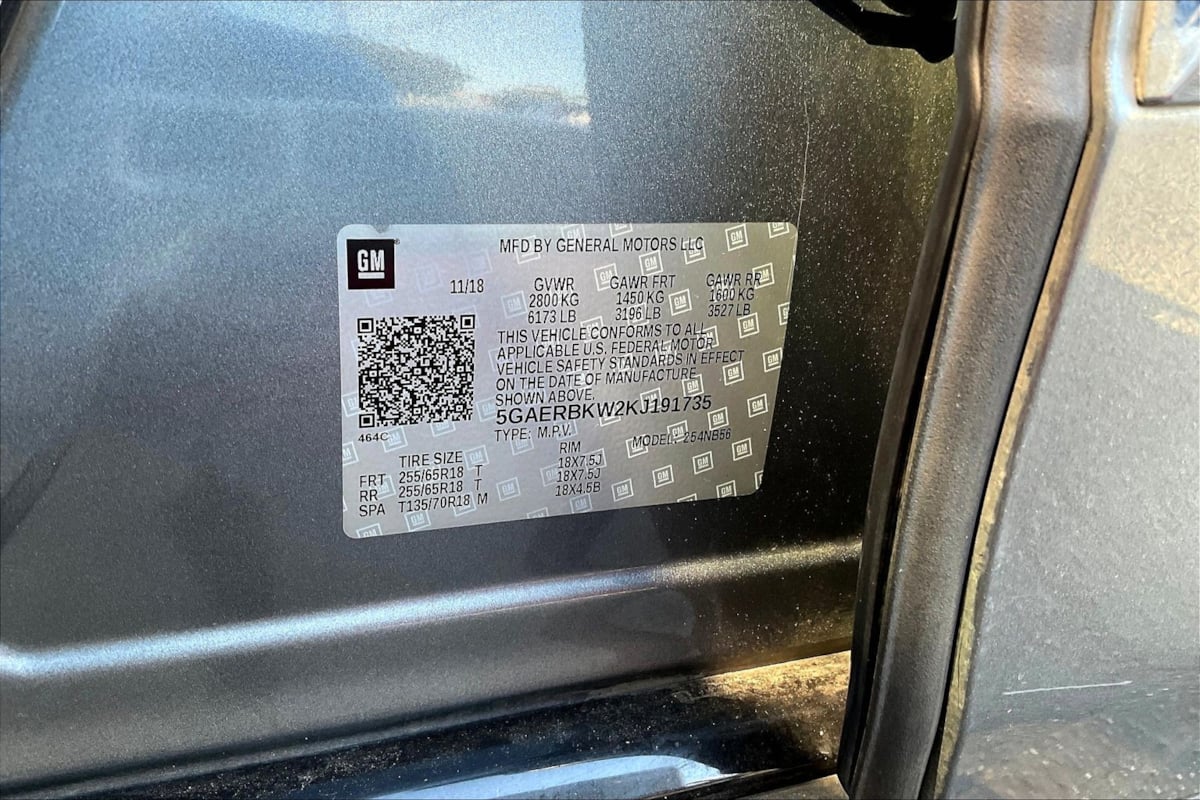 GM
MFD BY GENERAL MOTORS LLC
11/18 GVWR GAWR FRT GAWR RR
2800 KG 1450 KG 1600 KG
6173 LB 3196 LB 3527 LB
THIS VEHICLE CONFORMS TO ALL
APPLICABLE U.S. FEDERAL MOTOR
VEHICLE SAFETY STANDARDS IN EFFECT
ON THE DATE OF MANUFACTURE
SHOWN ABOVE.
5GAERBKW2KJ191735
464C
TYPE: M.P.V. MODEL: 254NB56
TIRE SIZE RIM
FRT 255/65R18 T 18X7.5J
RR 255/65R18 T 18X7.5J
SPA T135/70R18 M 18X4.5B